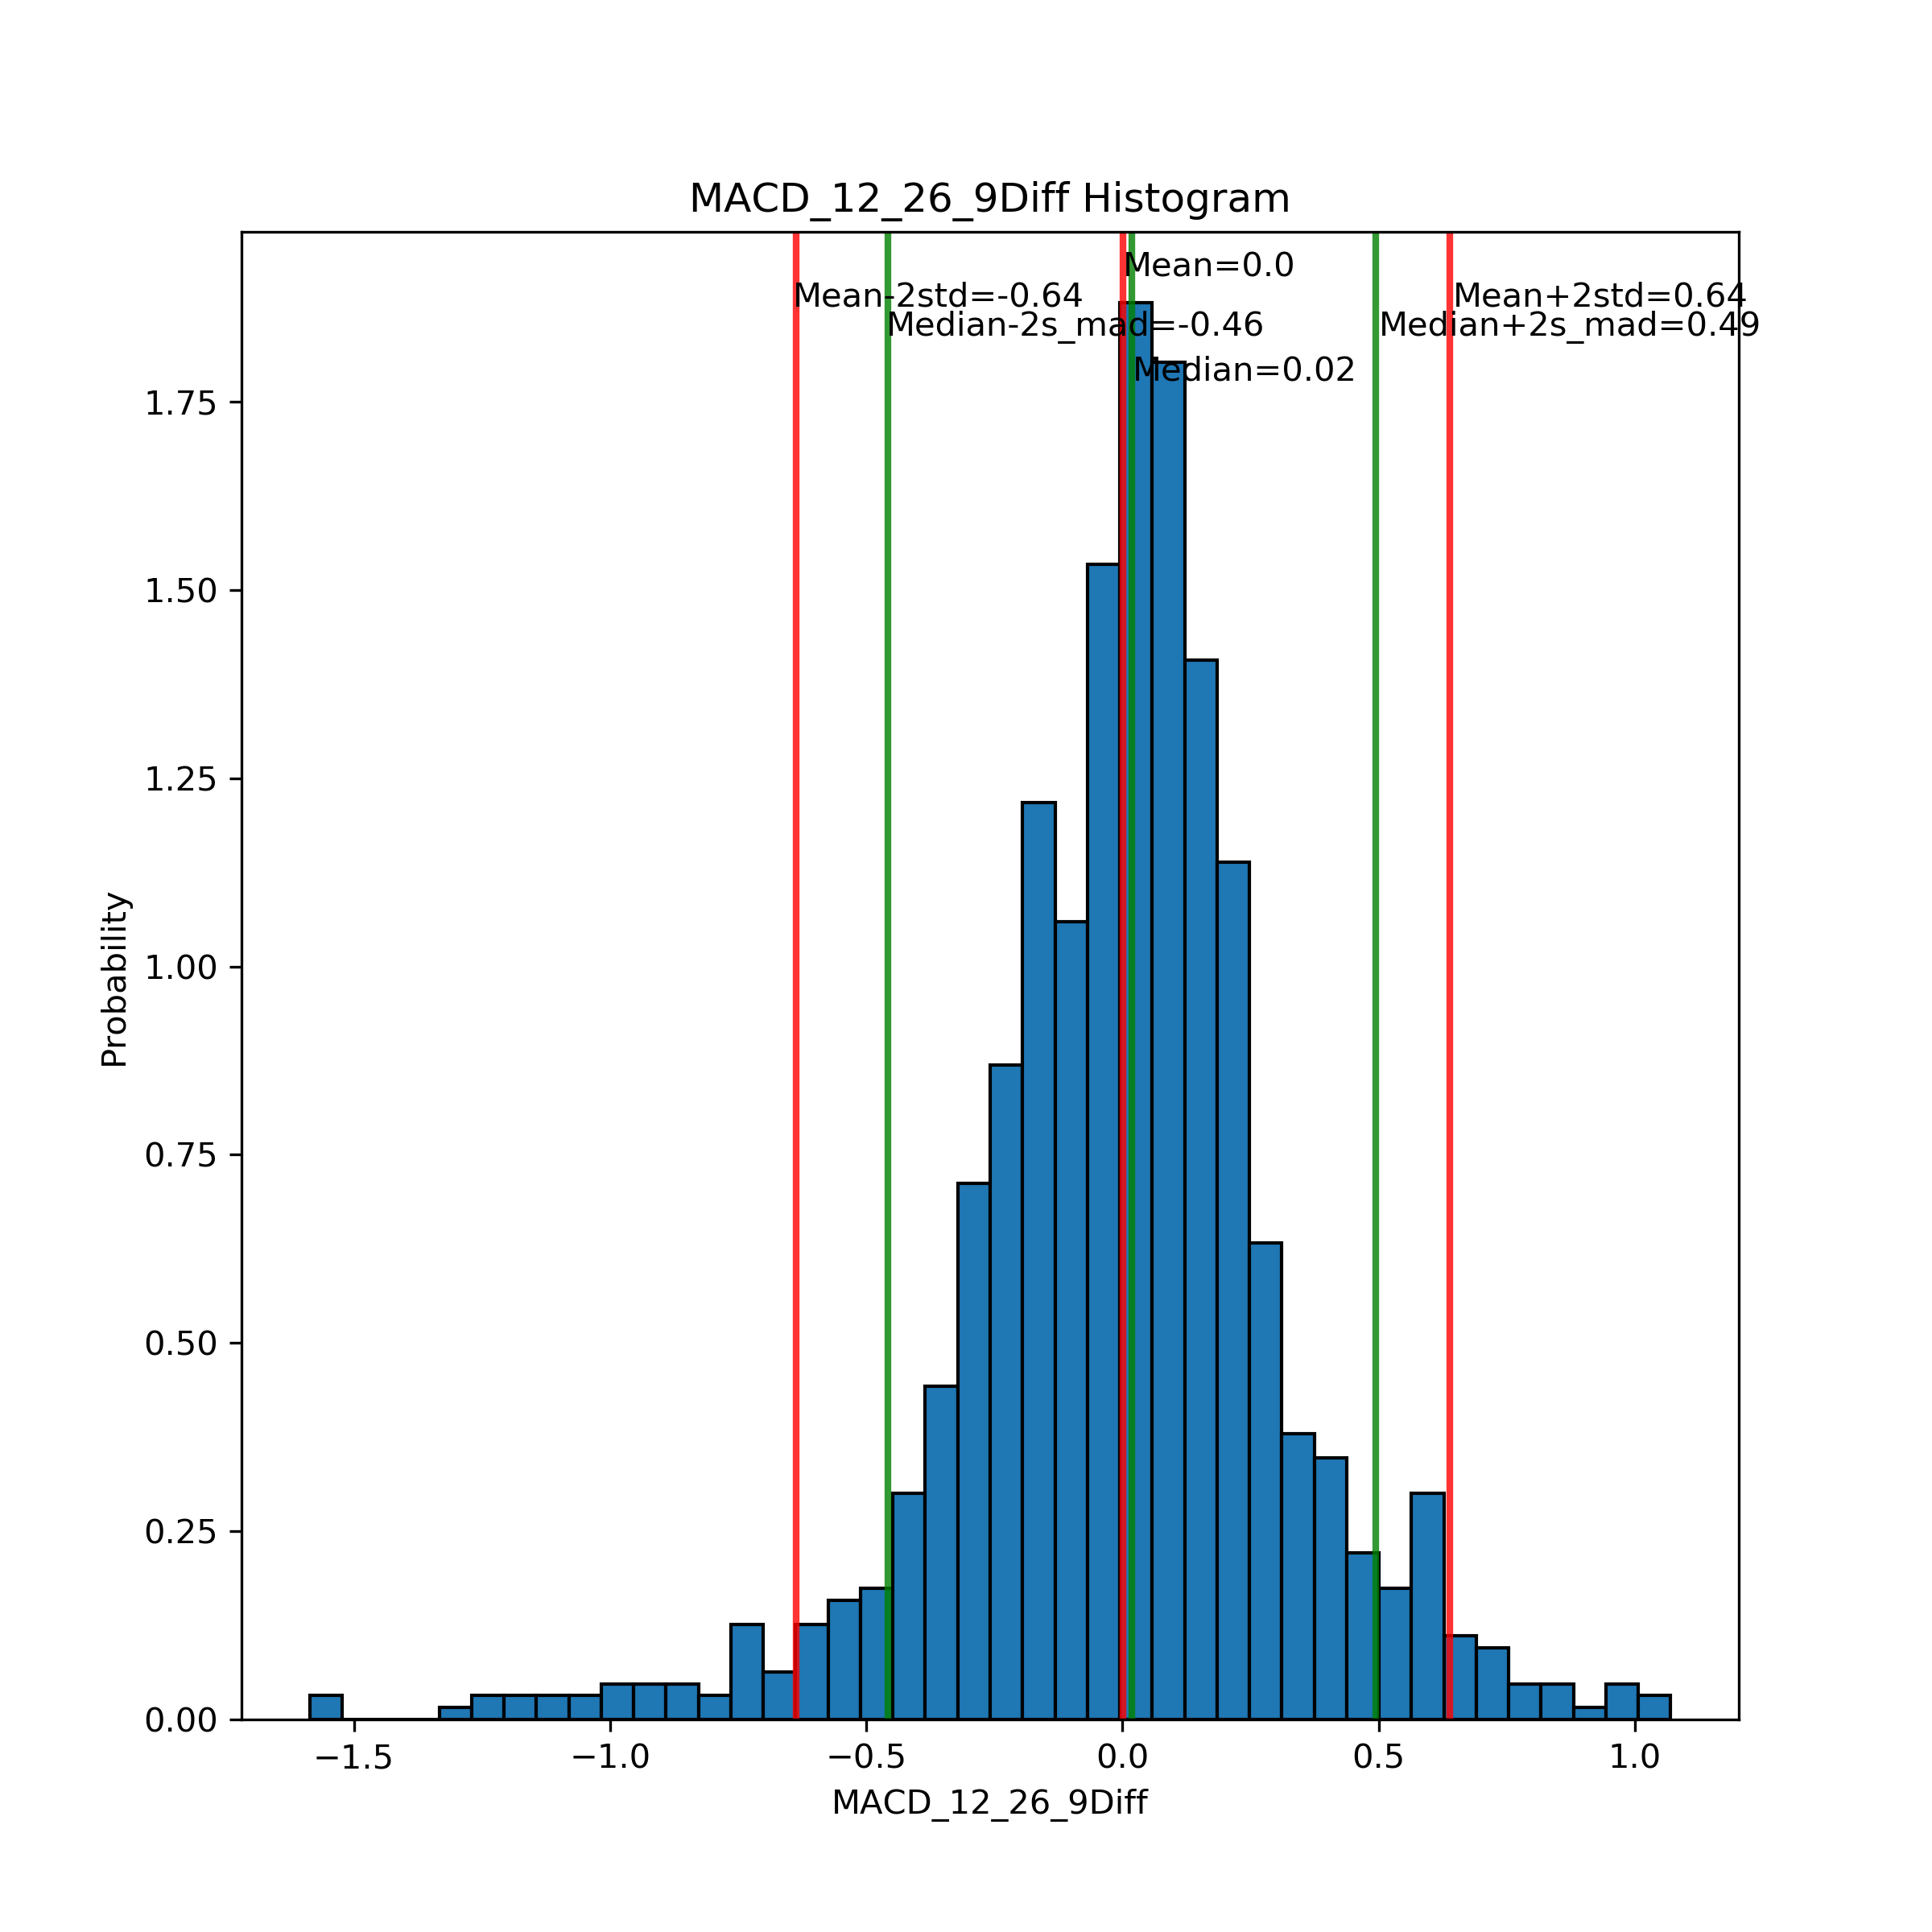 MACD_12_26_9Diff Histogram
Mean=0.0
Mean-2std=-0.64
Mean+2std=0.64
Median-2s_mad=-0.46
Median+2s_mad=0.49
Median=0.02
1.75
1.50
1.25
1.00
0.75
0.50
0.25
0.00
Probability
−1.5
−1.0
−0.5
0.0
0.5
1.0
MACD_12_26_9Diff